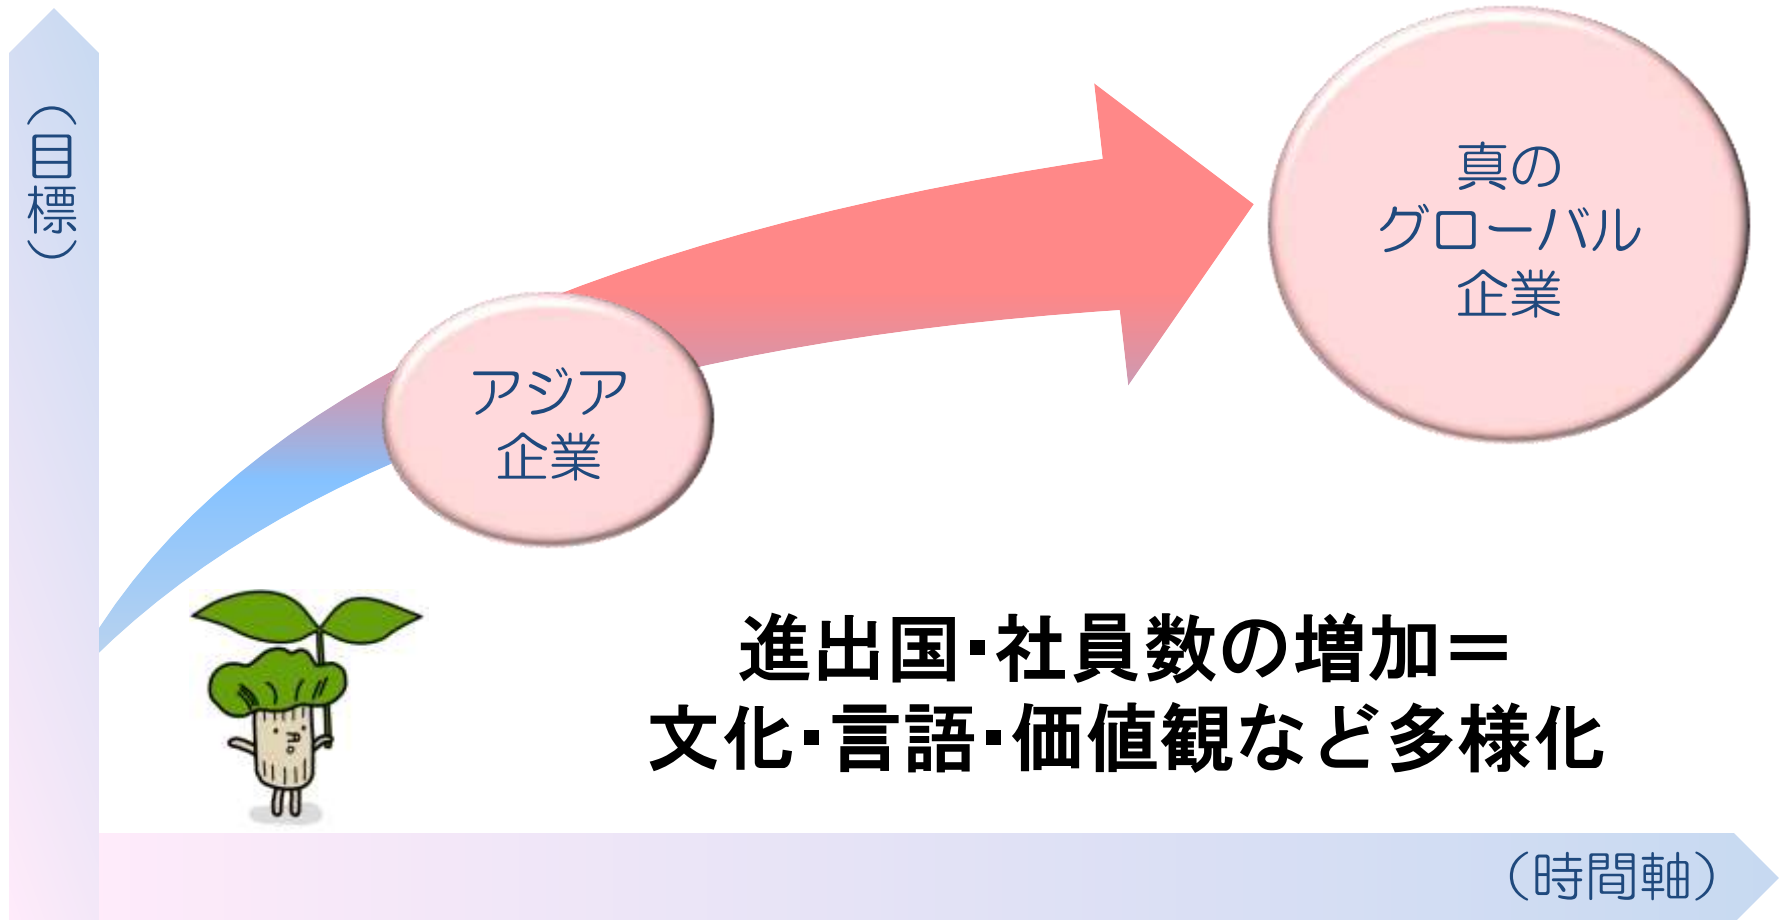 （目標）
真の
グローバル
企業
アジア
企業
進出国・社員数の増加＝
文化・言語・価値観など多様化
（時間軸）